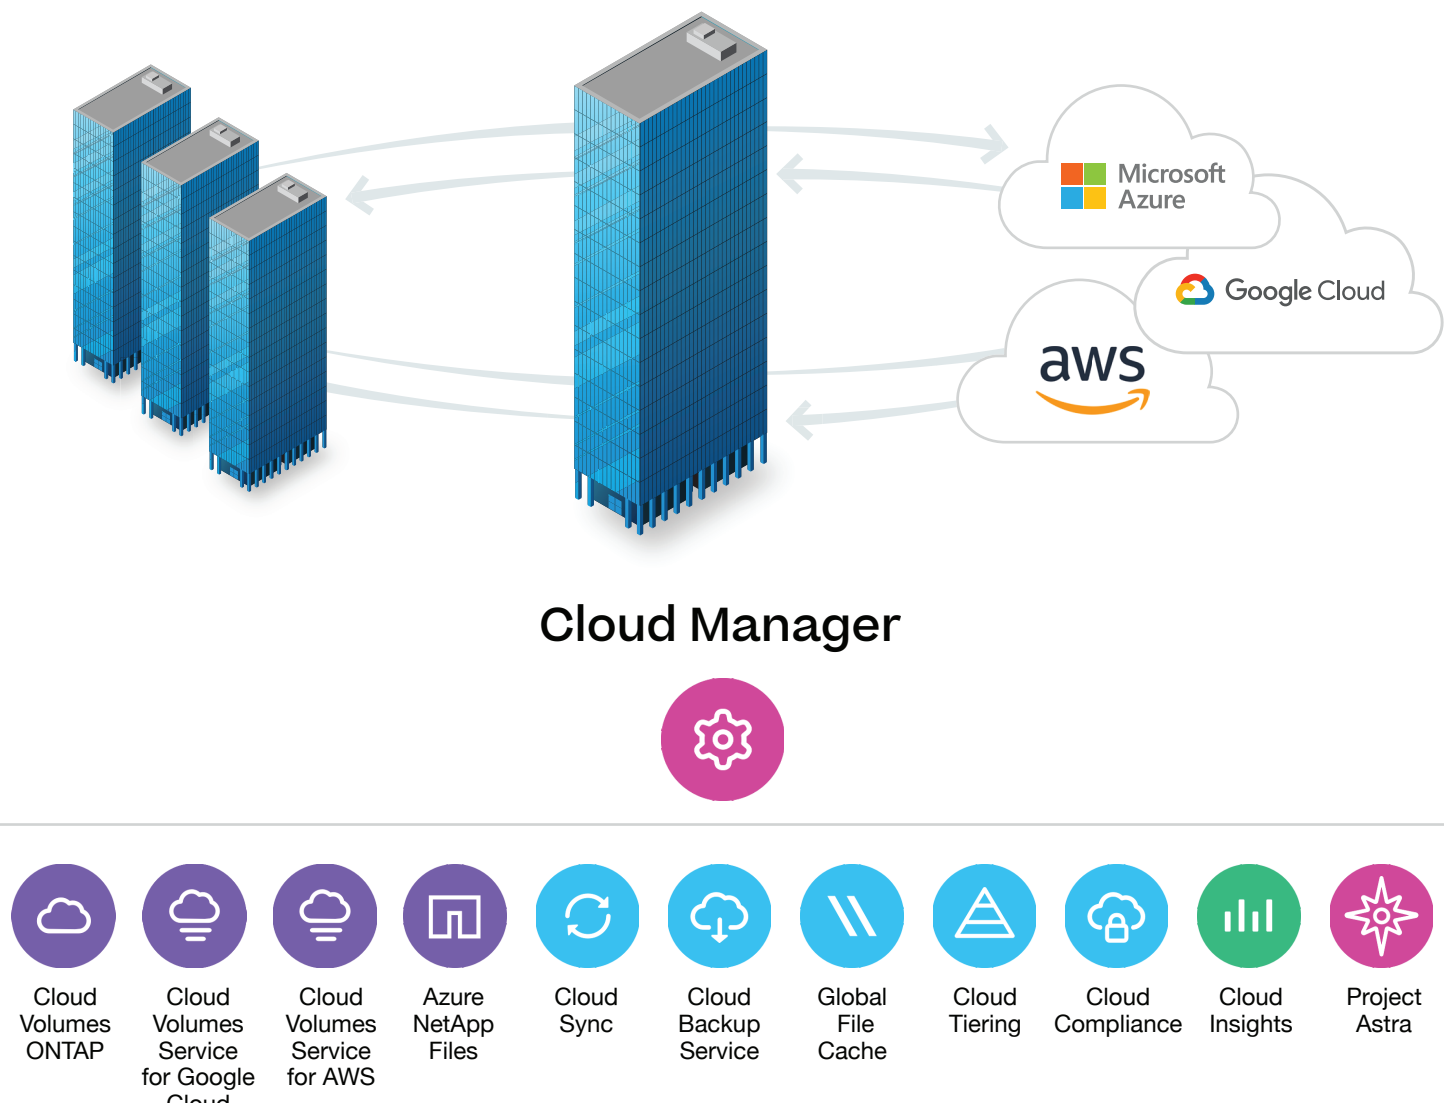 Microsoft
Azure
Google Cloud
aws
Cloud Manager
Cloud
Volumes
ONTAP
Cloud
Volumes
Service
for Google
Cloud
Cloud
Volumes
Service
for AWS
Azure
NetApp
Files
Cloud
Sync
Cloud
Backup
Service
Global
File
Cache
Cloud
Tiering
Cloud
Compliance
Cloud
Insights
Project
Astra